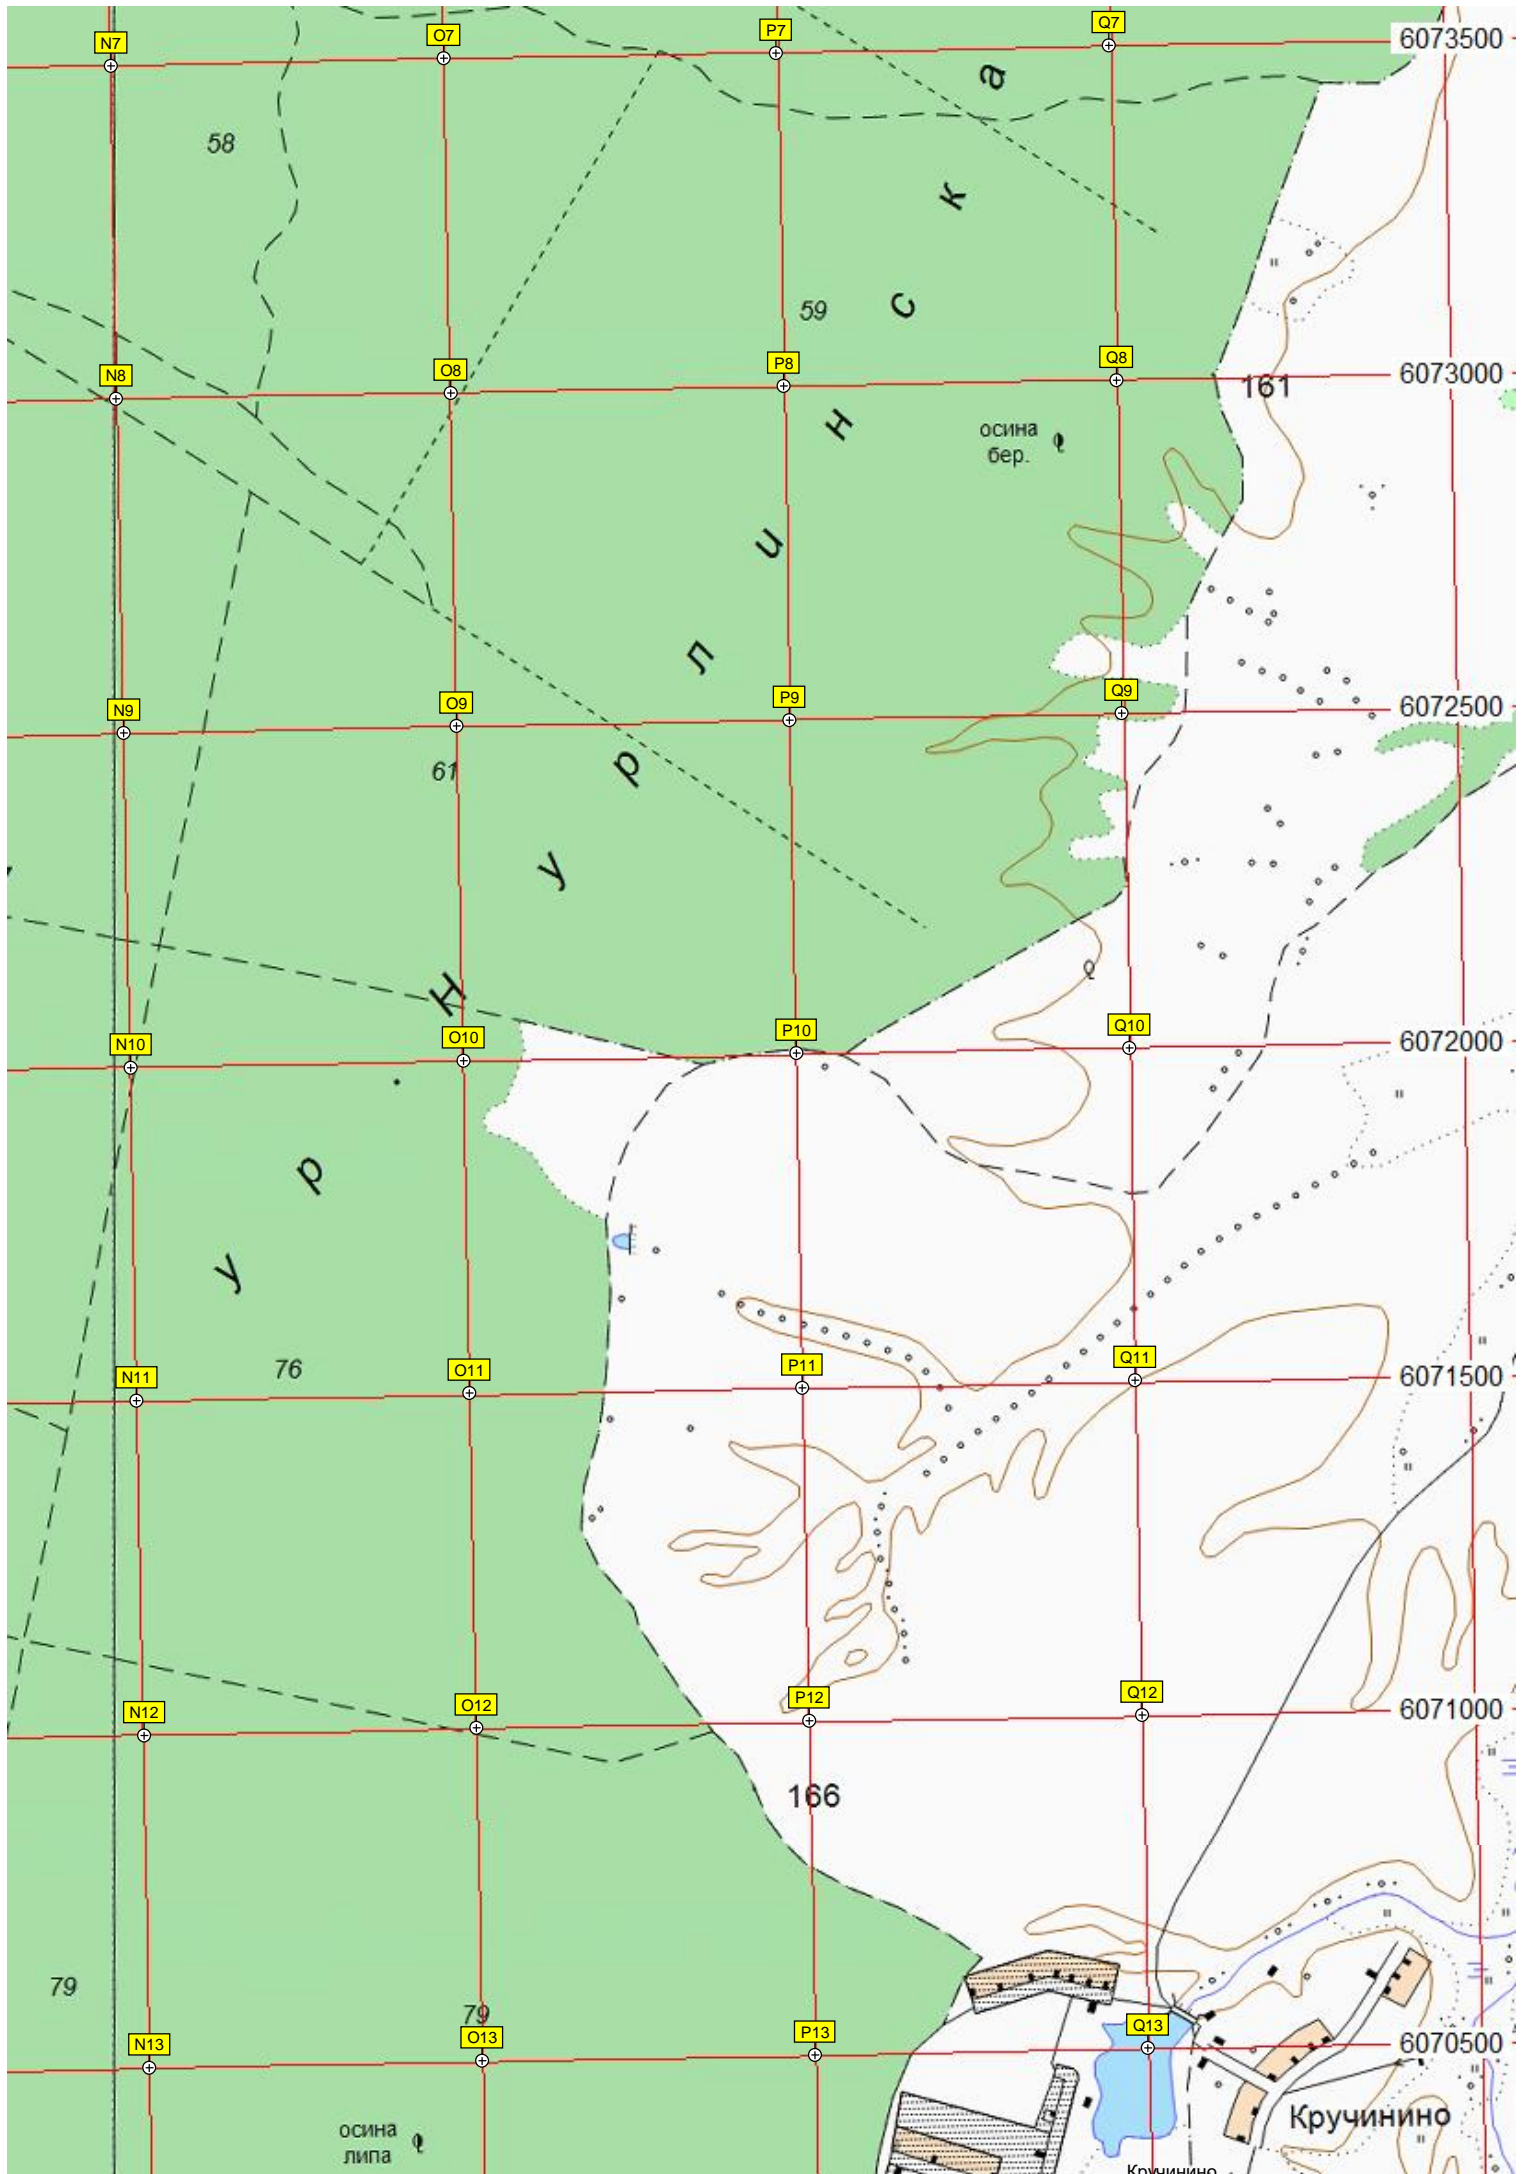 N7
O7
P7
Q7
6073500
а
58
к
59
с
N8
O8
P8
Q8
161
6073000
н
осина
бер.
и
л
N9
O9
P9
Q9
6072500
р
61
у
Н
N10
O10
P10
Q10
6072000
р
у
N11
76
O11
P11
Q11
6071500
N12
O12
P12
Q12
6071000
166
79
79
N13
O13
P13
Q13
6070500
Кручинино
осина
липа
Кручинино